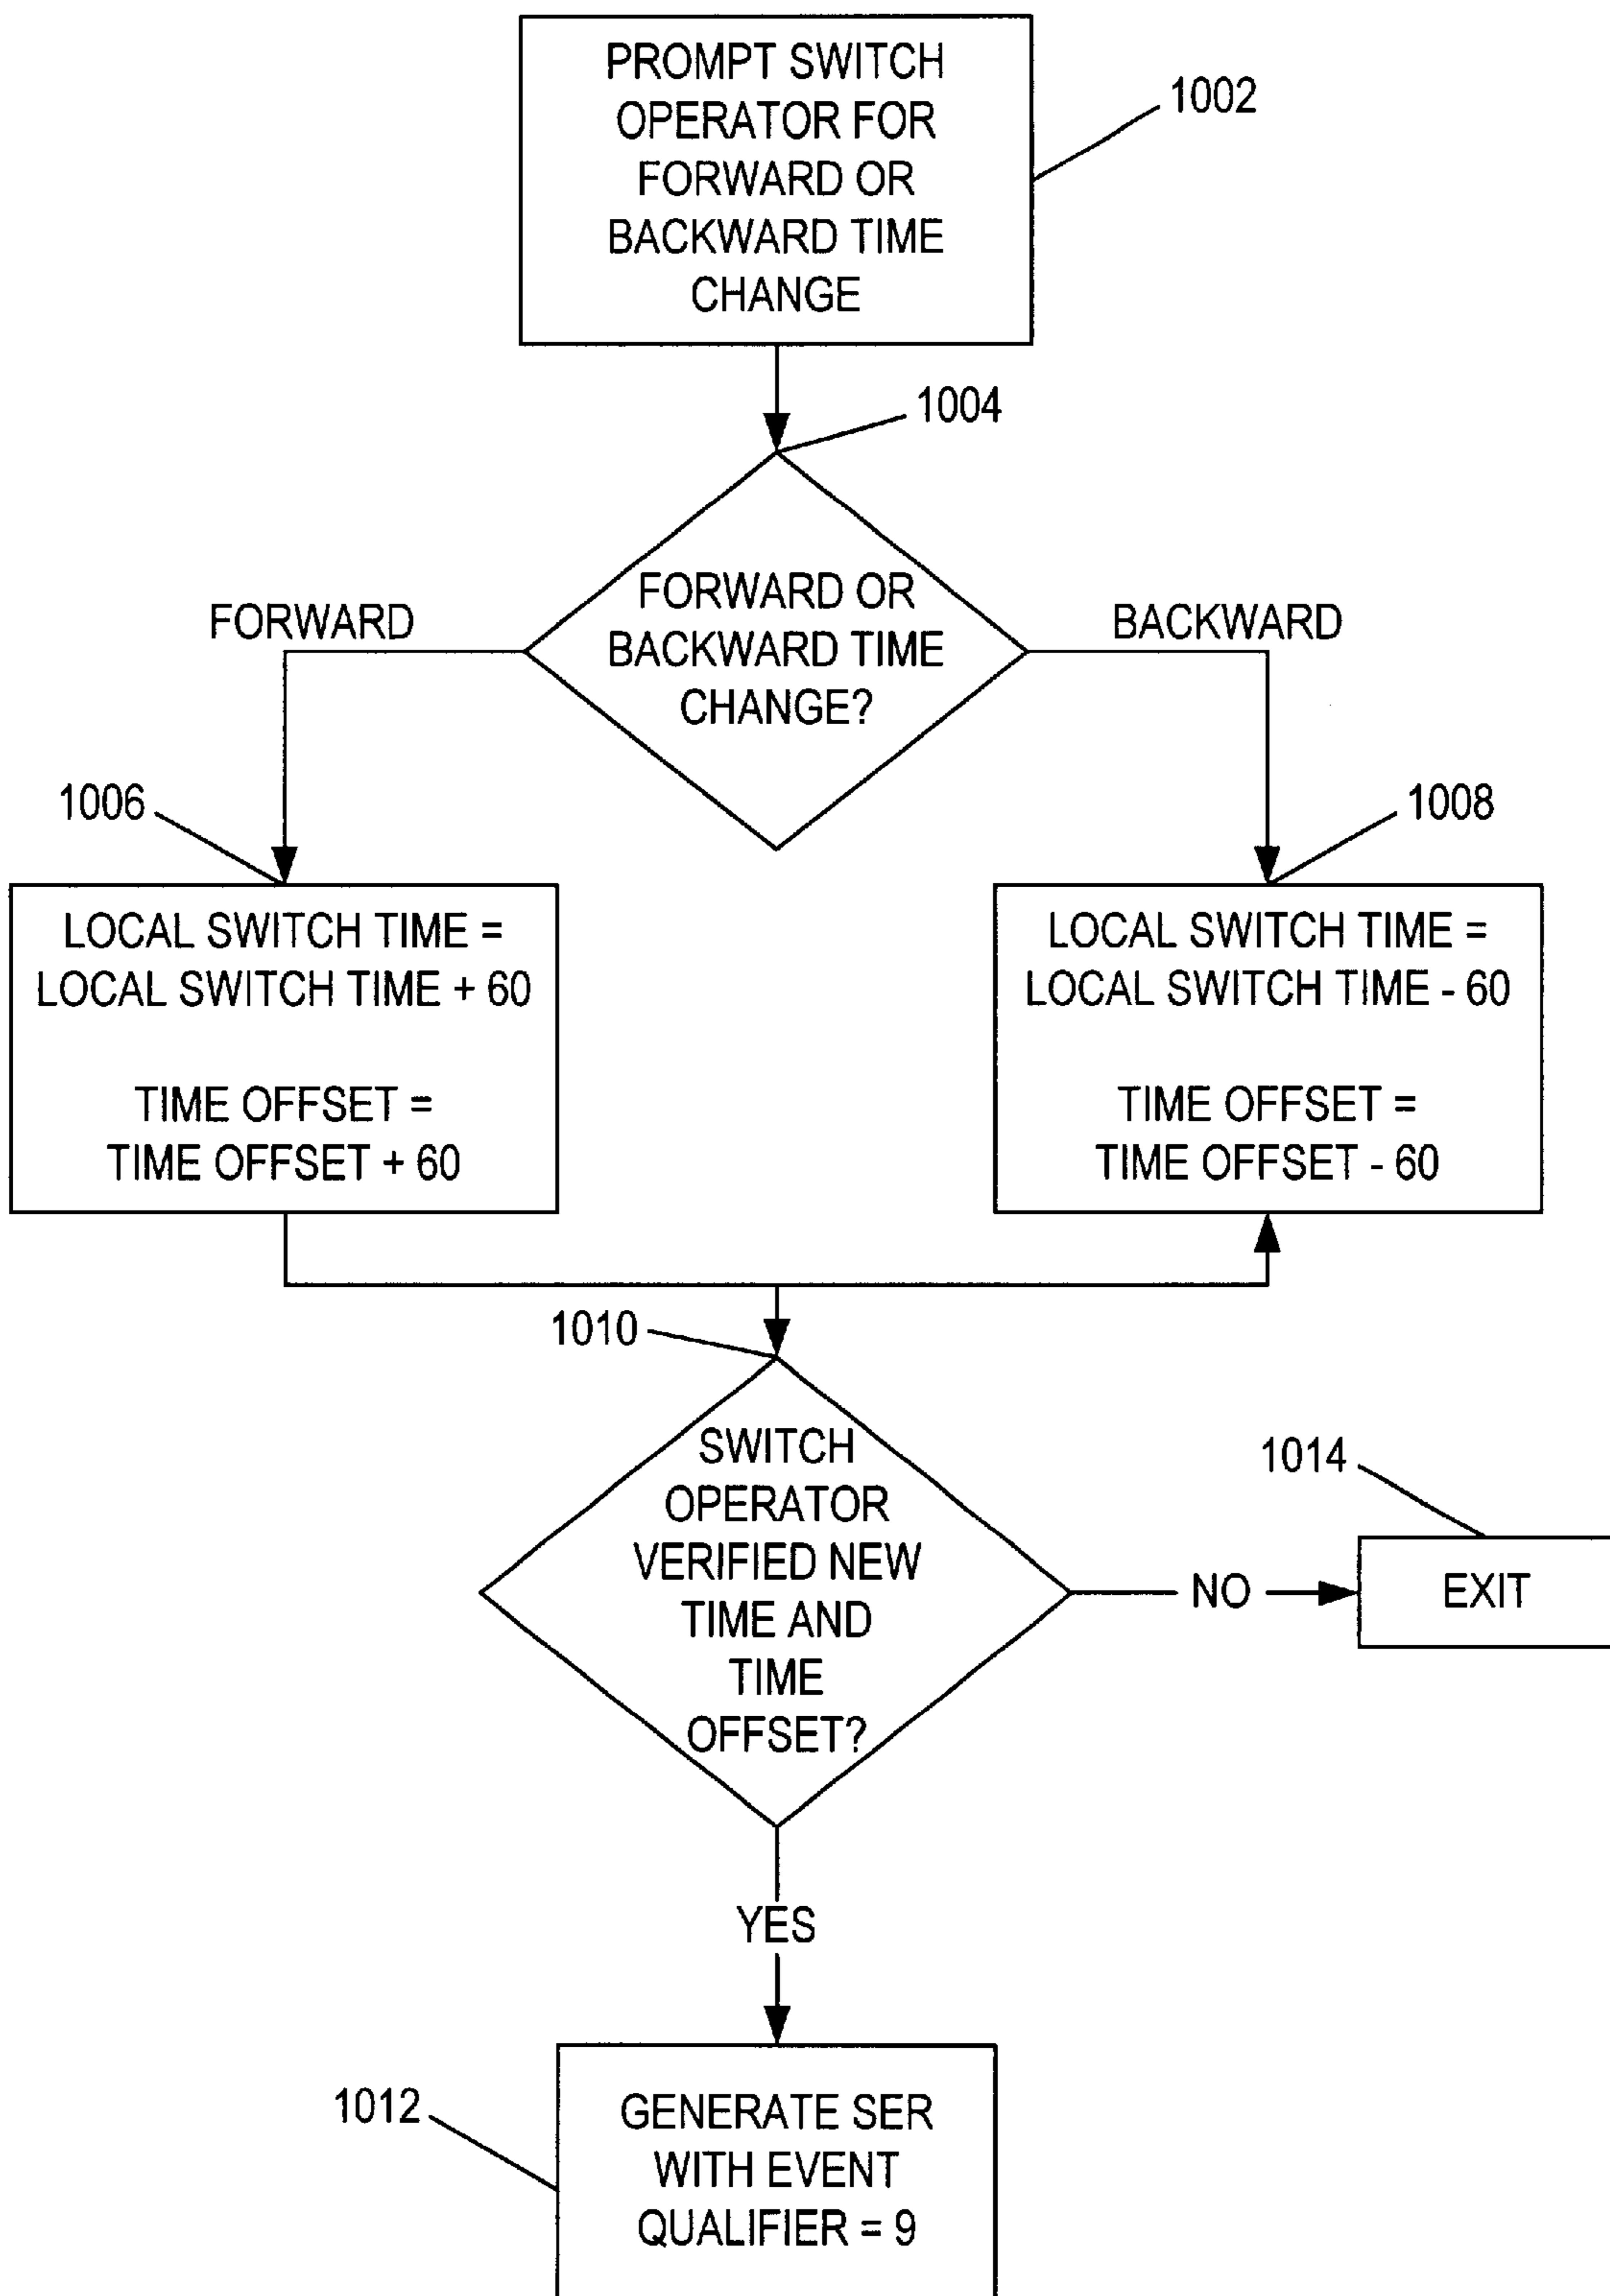 PROMPT SWITCH
OPERATOR FOR
FORWARD OR
BACKWARD TIME
CHANGE
1002
1004
FORWARD OR
BACKWARD TIME
CHANGE?
FORWARD
BACKWARD
1006
1008
LOCAL SWITCH TIME =
LOCAL SWITCH TIME + 60
TIME OFFSET =
TIME OFFSET + 60
LOCAL SWITCH TIME =
LOCAL SWITCH TIME - 60
TIME OFFSET =
TIME OFFSET - 60
1010
SWITCH
OPERATOR
VERIFIED NEW
TIME AND
TIME
OFFSET?
1014
NO
EXIT
YES
1012
GENERATE SER
WITH EVENT
QUALIFIER = 9